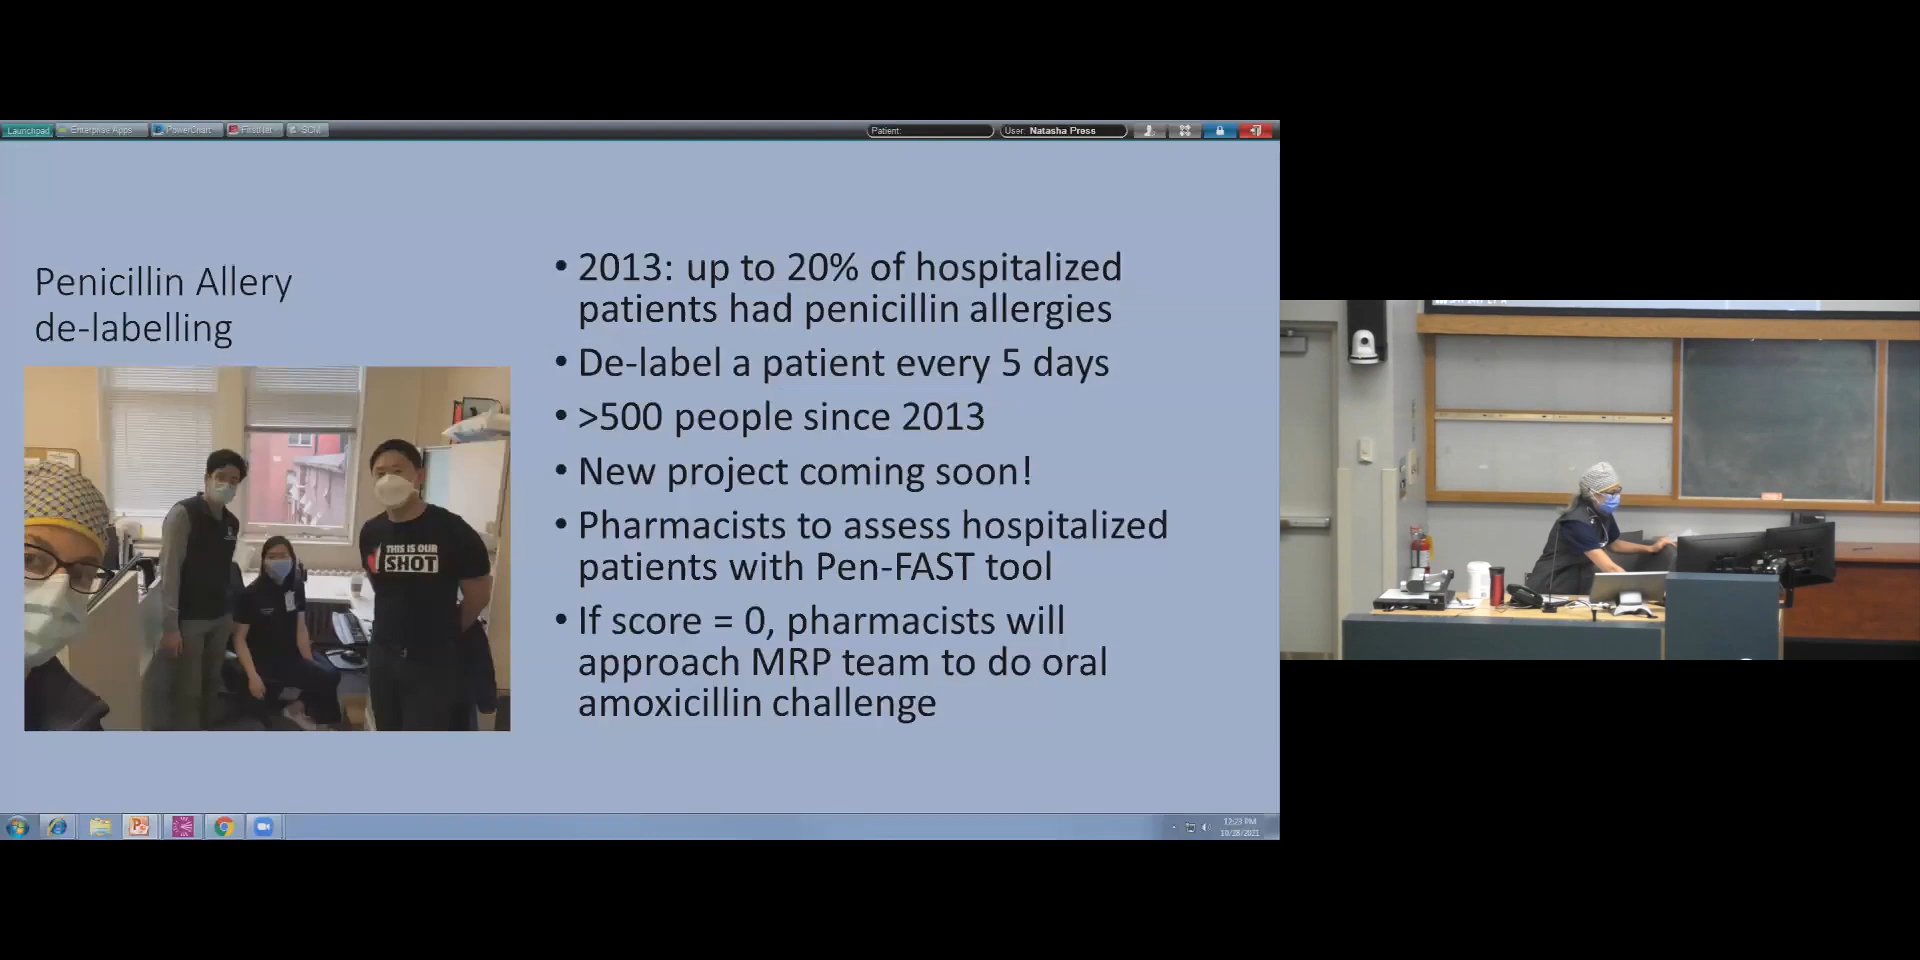 Launchpad Enterprise Apps PowerChart FirstNet SCM Patient: User: Natasha Press
Penicillin Allery
de-labelling
THIS IS OUR
SHOT
• 2013: up to 20% of hospitalized
patients had penicillin allergies
• De-label a patient every 5 days
• >500 people since 2013
• New project coming soon!
• Pharmacists to assess hospitalized
patients with Pen-FAST tool
• If score = 0, pharmacists will
approach MRP team to do oral
amoxicillin challenge
12:23 PM
10/28/2021